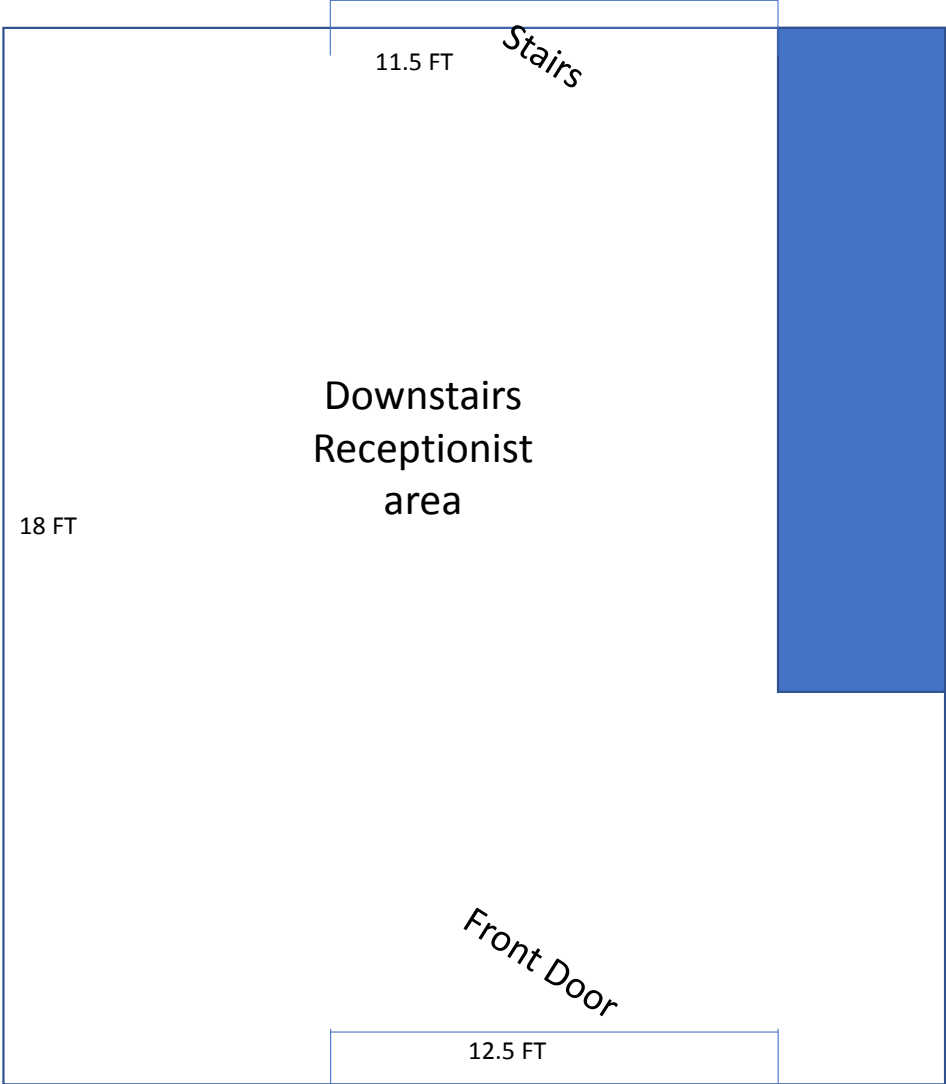 Stairs
11.5 FT
Downstairs
Receptionist
area
18 FT
Front Door
12.5 FT